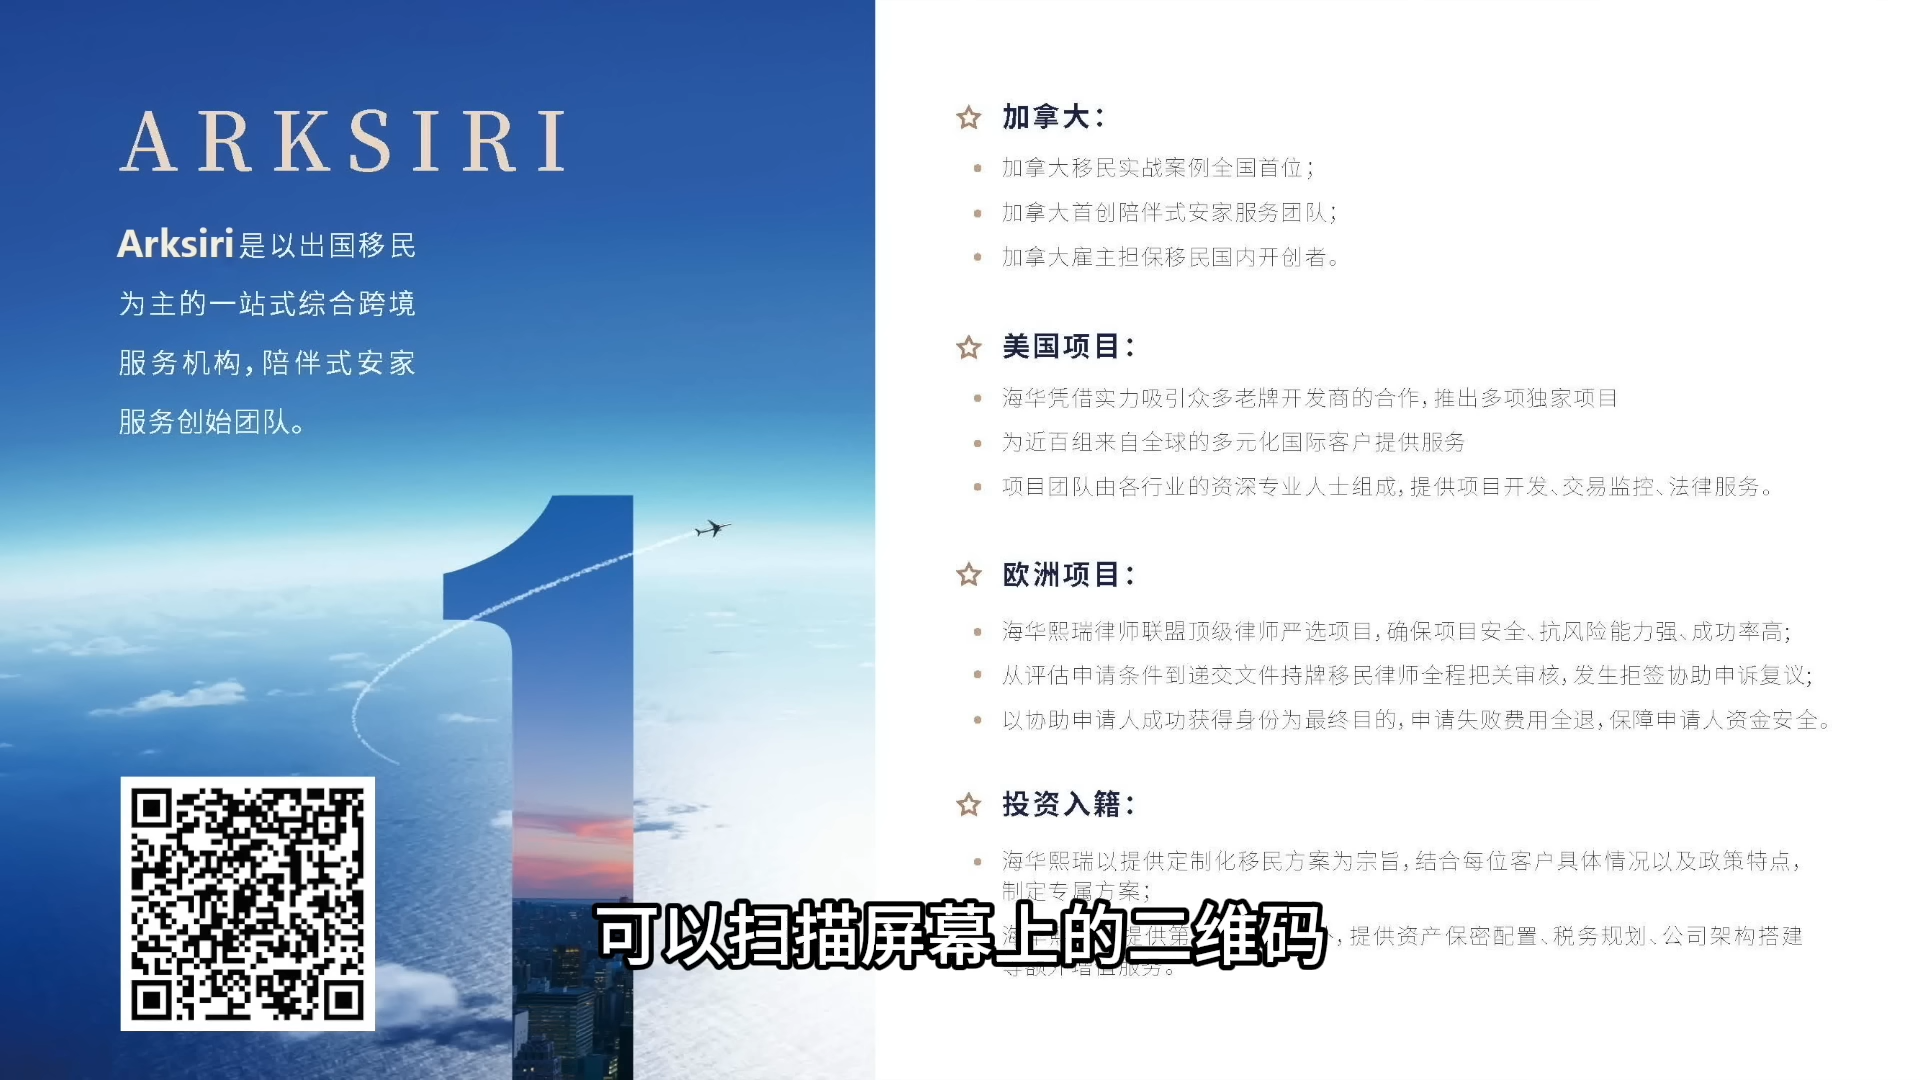 ARKSIRI
Arksiri是以出国移民
为主的一站式综合跨境
服务机构,陪伴式安家
服务创始团队。
加拿大:
加拿大移民实战案例全国首位;
加拿大首创陪伴式安家服务团队;
加拿大雇主担保移民国内开创者。
美国项目:
海华凭借实力吸引众多老牌开发商的合作,推出多项独家项目
为近百组来自全球的多元化国际客户提供服务
项目团队由各行业的资深专业人士组成,提供项目开发、交易监控、法律服务。
欧洲项目:
海华熙瑞律师联盟顶级律师严选项目,确保项目安全、抗风险能力强、成功率高;
从评估申请条件到递交文件持牌移民律师全程把关审核,发生拒签协助申诉复议;
以协助申请人成功获得身份为最终目的,申请失败费用全退,保障申请人资金安全。
投资入籍:
海华熙瑞以提供定制化移民方案为宗旨,结合每位客户具体情况以及政策特点,
制定专属方案;
提供第 ,提供资产保密配置、税务规划、公司架构搭建
等额外增值服务。
可以扫描屏幕上的二维码